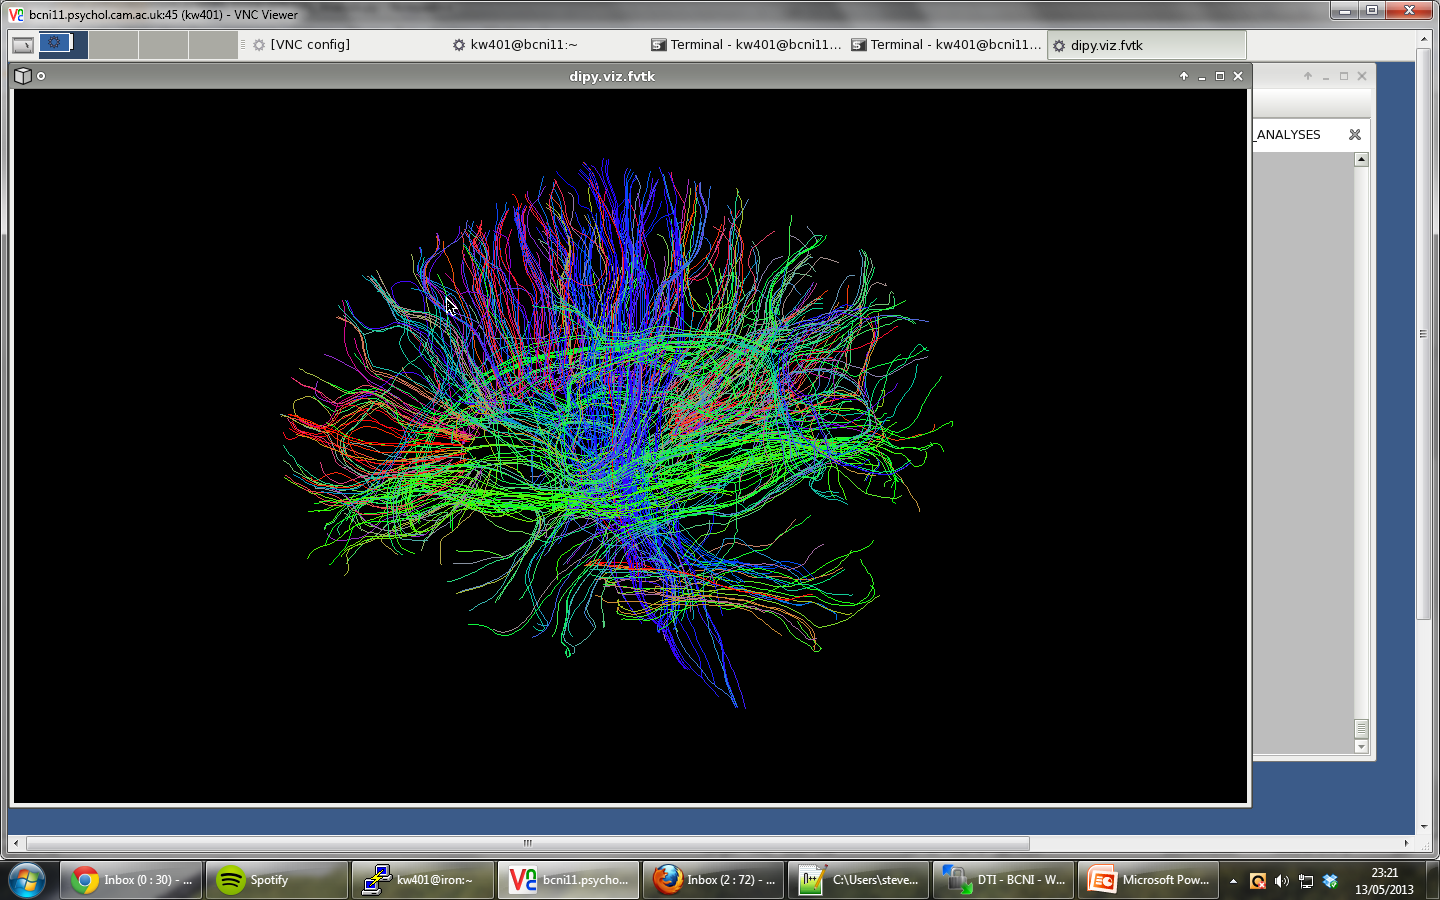 bcni11.psychol.cam.ac.uk:45 (kw401) - VNC Viewer
[VNC config]
kw401@bcni11:~
Terminal - kw401@bcni11...
Terminal - kw401@bcni11...
dipy.viz.fvtk
dipy.viz.fvtk
_ANALYSES
Inbox (0 : 30) - ...
Spotify
kw401@iron:~
bcni11.psycho...
Inbox (2 : 72) - ...
C:\Users\steve...
DTI - BCNI - W...
Microsoft Pow...
23:21
13/05/2013